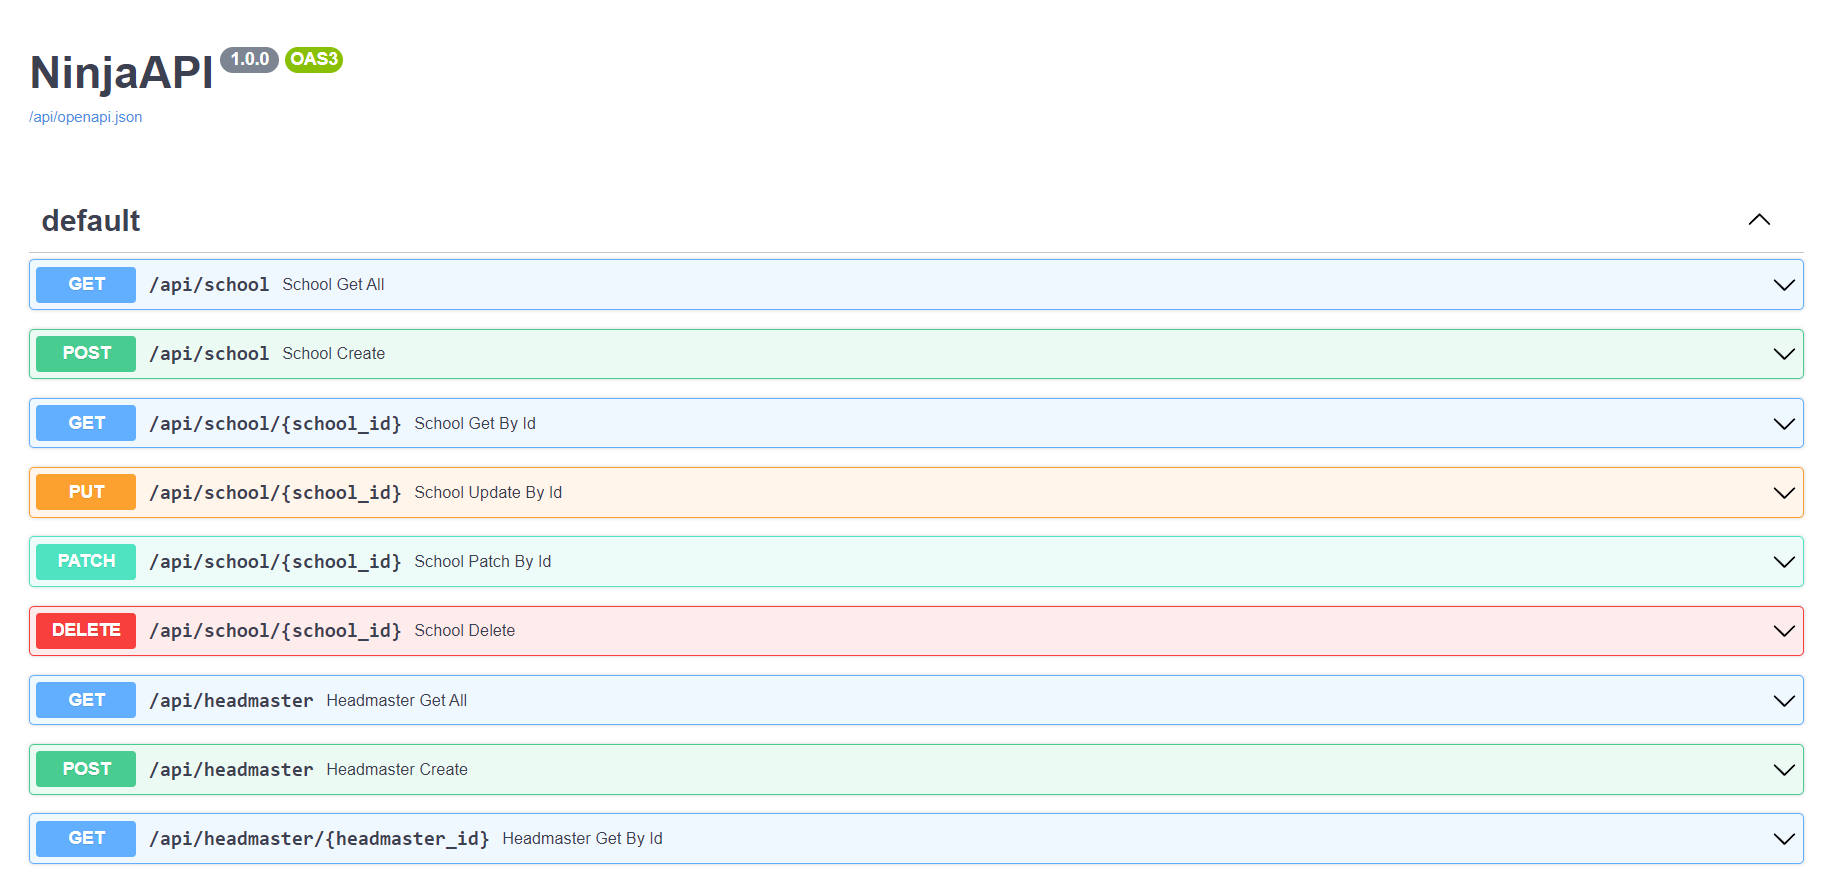 NinjaAPI 1.0.0 OAS3
/api/openapi.json
default
GET /api/school School Get All
POST /api/school School Create
GET /api/school/{school_id} School Get By Id
PUT /api/school/{school_id} School Update By Id
PATCH /api/school/{school_id} School Patch By Id
DELETE /api/school/{school_id} School Delete
GET /api/headmaster Headmaster Get All
POST /api/headmaster Headmaster Create
GET /api/headmaster/{headmaster_id} Headmaster Get By Id